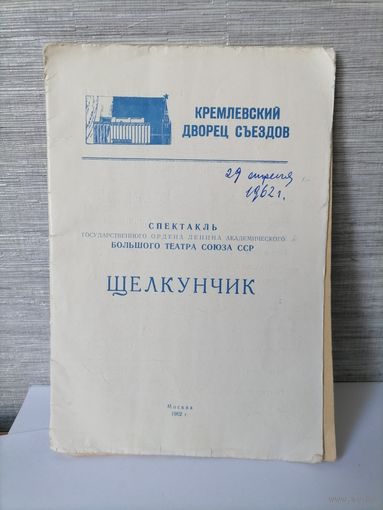 КРЕМЛЕВСКИЙ
ДВОРЕЦ СЪЕЗДОВ
29 апреля
1962 г.
СПЕКТАКЛЬ
ГОСУДАРСТВЕННОГО ОРДЕНА ЛЕНИНА АКАДЕМИЧЕСКОГО
БОЛЬШОГО ТЕАТРА СОЮЗА ССР
ЩЕЛКУНЧИК
Москва
1962 г.